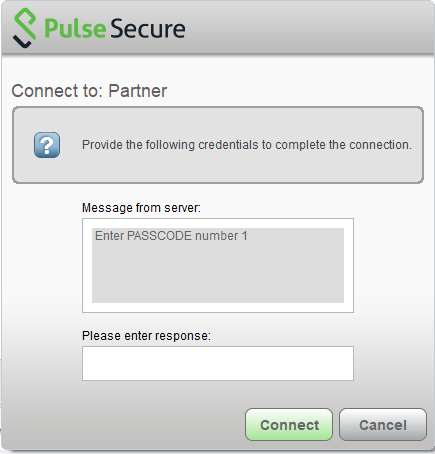 Pulse Secure
Connect to: Partner
Provide the following credentials to complete the connection.
Message from server:
Enter PASSCODE number 1
Please enter response:
Connect Cancel